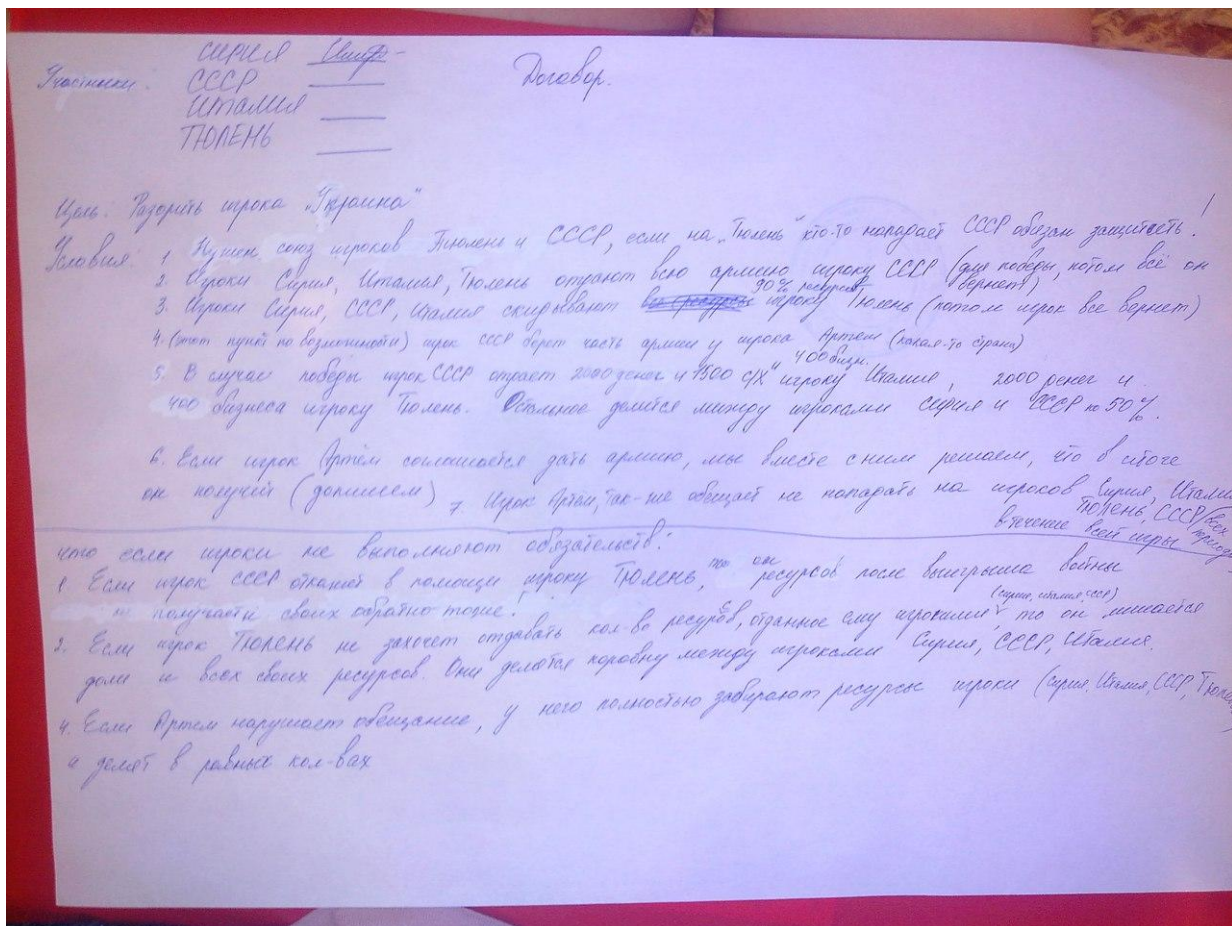 Участники:
СИРИЯ
СССР
ИТАЛИЯ
ТЮЛЕНЬ
Договор.
Цель: Разорить игрока "Украина"
Условия: 1. Нужен союз игроков Тюлень и СССР, если на "Тюлень" кто-то нападает СССР обязан защитить!
2. Игроки Сирия, Италия, Тюлень отдают всю армию игроку СССР (для победы, потом всё он вернет)
3. Игроки Сирия, СССР, Италия скидывают 90% ресурсов игроку Тюлень (потом игрок все вернет)
4. (этот пункт по возможности) игрок СССР берет часть армии у игрока Артем (какая-то страна)
5. В случае победы игрок СССР отдает 2000 денег и 1500 с/х 400 бизн. игроку Италия, 2000 денег и
400 бизнеса игроку Тюлень. Остальное делится между игроками Сирия и СССР по 50%.
6. Если игрок Артём соглашается дать армию, мы вместе с ним решаем, что в итоге
он получит (допишем) 7. Игрок Артём, так-же обещает не нападать на игроков Сирия, Италия
ТЮЛЕНЬ, СССР
в течение всей игры
что если игроки не выполняют обязательств:
1. Если игрок СССР откажет в помощи игроку Тюлень, то он ресурсов после выигрыша войны
не получает и своих обратно тоже!
2. Если игрок Тюлень не захочет отдавать кол-во ресурсов, отданное ему игроками (Сирия, Италия, СССР), то он лишается
доли и всех своих ресурсов. Они делятся поровну между игроками Сирия, СССР, Италия.
4. Если Артем нарушает обещание, у него полностью забирают ресурсы игроки (Сирия, Италия, СССР, Тюлень)
и делят в равных кол-вах